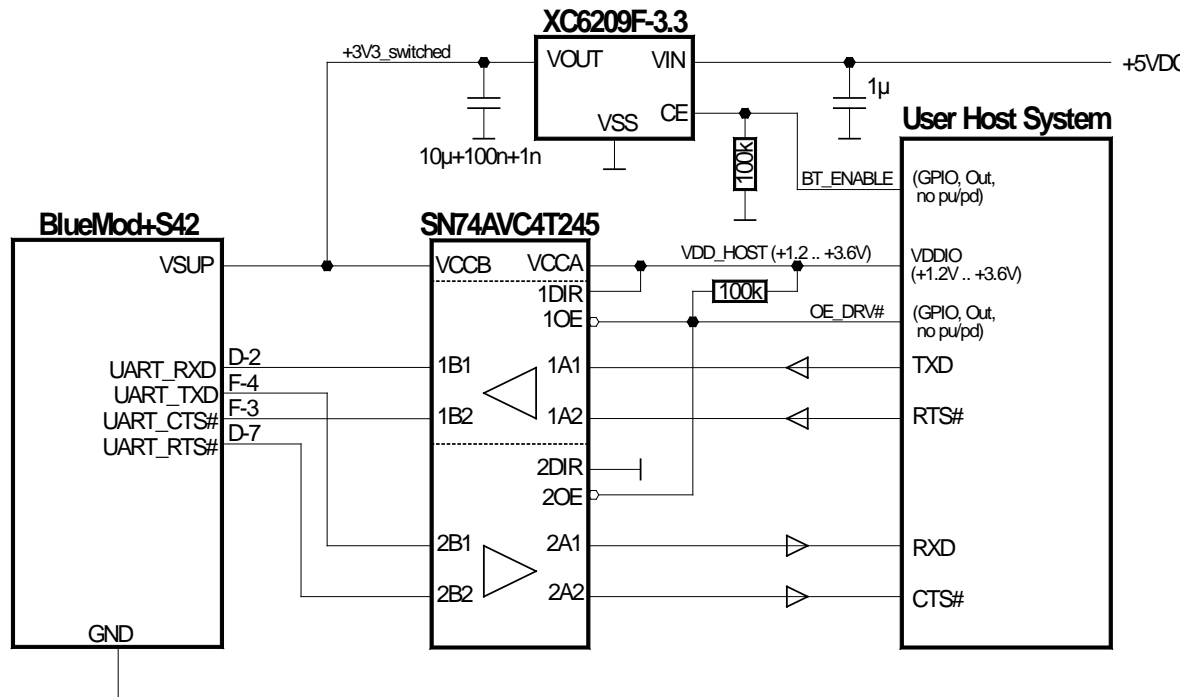 XC6209F-3.3
+3V3_switched
VOUT
VIN
+5VDC
1µ
CE
VSS
10µ+100n+1n
100k
User Host System
BT_ENABLE
(GPIO, Out,
no pu/pd)
BlueMod+S42
SN74AVC4T245
VSUP
VCCB
VCCA
VDD_HOST (+1.2 .. +3.6V)
VDDIO
(+1.2V .. +3.6V)
1DIR
100k
1OE
OE_DRV#
(GPIO, Out,
no pu/pd)
UART_RXD
D-2
1B1
1A1
TXD
UART_TXD
F-4
UART_CTS#
F-3
1B2
1A2
RTS#
UART_RTS#
D-7
2DIR
2OE
2B1
2A1
RXD
2B2
2A2
CTS#
GND